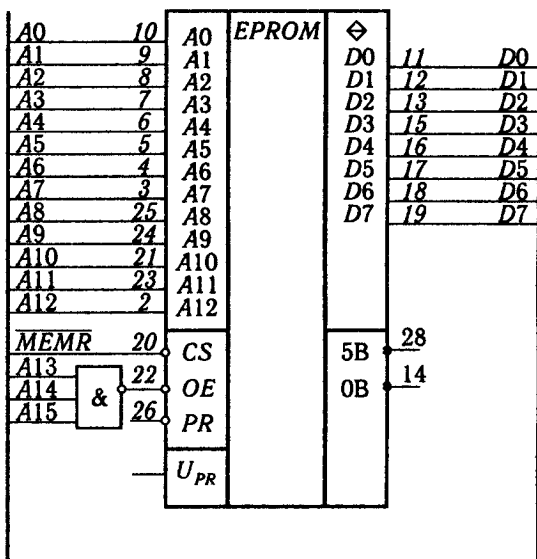 A0 10 A0 EPROM
A1 9 A1 D0 11 D0
A2 8 A2 D1 12 D1
A3 7 A3 D2 13 D2
A4 6 A4 D3 15 D3
A5 5 A5 D4 16 D4
A6 4 A6 D5 17 D5
A7 3 A7 D6 18 D6
A8 25 A8 D7 19 D7
A9 24 A9
A10 21 A10
A11 23 A11
A12 2 A12
MEMR 20 CS 5B 28
A13
A14 & 22 OE 0B 14
A15 26 PR
UPR